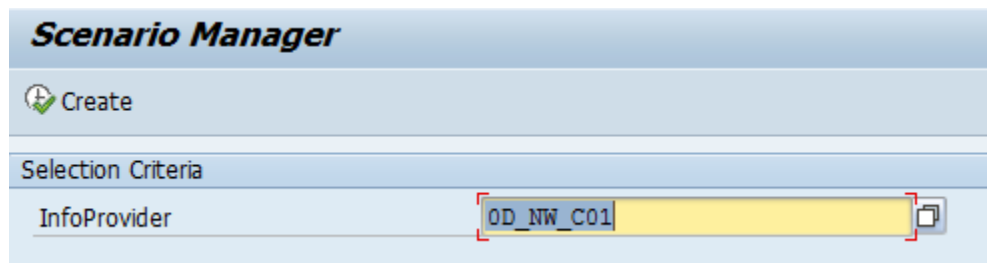 Scenario Manager
Create
Selection Criteria
InfoProvider 0D_NW_C01